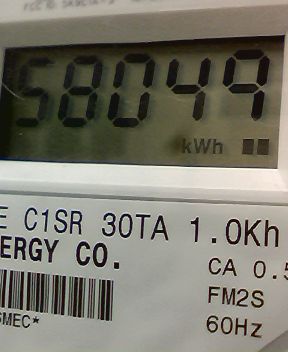 58049
kWh
E C1SR 30TA 1.0Kh
ERGY CO.
CA 0.5
FM2S
60Hz
SMEC*